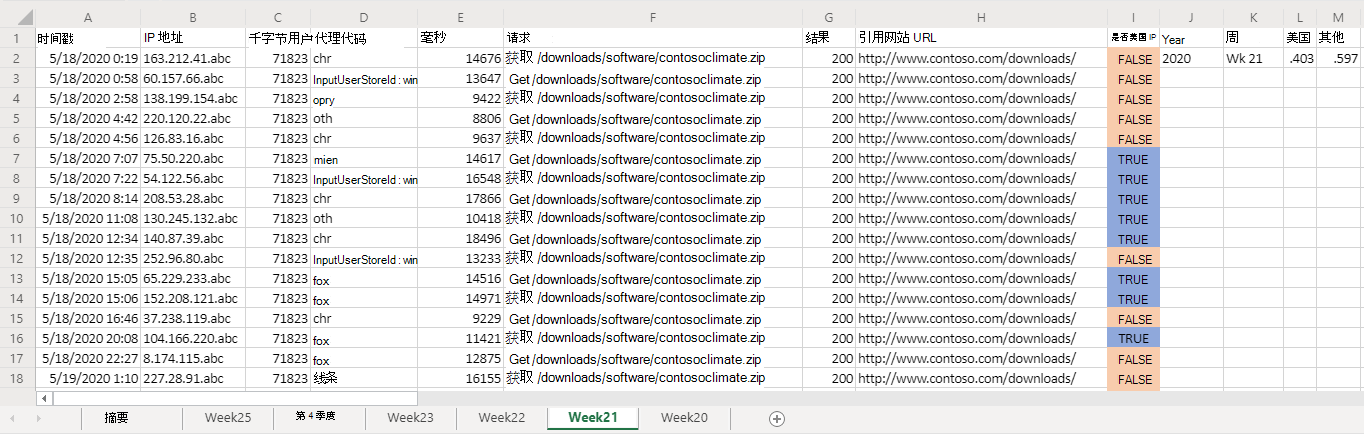 A B C D E F G H I J K L M
1 时间戳 IP 地址 千字节用户代理代码 毫秒 请求 结果 引用网站 URL 是否美国 IP Year 周 美国 其他
2 5/18/2020 0:19 163.212.41.abc 71823 chr 14676 获取 /downloads/software/contosoclimate.zip 200 http://www.contoso.com/downloads/ FALSE 2020 Wk 21 .403 .597
3 5/18/2020 0:58 60.157.66.abc 71823 InputUserStoreId : win 13647 Get /downloads/software/contosoclimate.zip 200 http://www.contoso.com/downloads/ FALSE
4 5/18/2020 2:58 138.199.154.abc 71823 opry 9422 获取 /downloads/software/contosoclimate.zip 200 http://www.contoso.com/downloads/ FALSE
5 5/18/2020 4:42 220.120.22.abc 71823 oth 8806 Get /downloads/software/contosoclimate.zip 200 http://www.contoso.com/downloads/ FALSE
6 5/18/2020 4:56 126.83.16.abc 71823 chr 9637 获取 /downloads/software/contosoclimate.zip 200 http://www.contoso.com/downloads/ FALSE
7 5/18/2020 7:07 75.50.220.abc 71823 mien 14617 Get /downloads/software/contosoclimate.zip 200 http://www.contoso.com/downloads/ TRUE
8 5/18/2020 7:22 54.122.56.abc 71823 InputUserStoreId : win 16548 获取 /downloads/software/contosoclimate.zip 200 http://www.contoso.com/downloads/ TRUE
9 5/18/2020 8:14 208.53.28.abc 71823 chr 17866 Get /downloads/software/contosoclimate.zip 200 http://www.contoso.com/downloads/ TRUE
10 5/18/2020 11:08 130.245.132.abc 71823 oth 10418 获取 /downloads/software/contosoclimate.zip 200 http://www.contoso.com/downloads/ TRUE
11 5/18/2020 12:34 140.87.39.abc 71823 chr 18496 Get /downloads/software/contosoclimate.zip 200 http://www.contoso.com/downloads/ TRUE
12 5/18/2020 12:35 252.96.80.abc 71823 InputUserStoreId : win 13233 获取 /downloads/software/contosoclimate.zip 200 http://www.contoso.com/downloads/ FALSE
13 5/18/2020 15:05 65.229.233.abc 71823 fox 14516 Get /downloads/software/contosoclimate.zip 200 http://www.contoso.com/downloads/ TRUE
14 5/18/2020 15:06 152.208.121.abc 71823 fox 14971 获取 /downloads/software/contosoclimate.zip 200 http://www.contoso.com/downloads/ TRUE
15 5/18/2020 16:46 37.238.119.abc 71823 chr 9229 Get /downloads/software/contosoclimate.zip 200 http://www.contoso.com/downloads/ FALSE
16 5/18/2020 20:08 104.166.220.abc 71823 fox 11421 获取 /downloads/software/contosoclimate.zip 200 http://www.contoso.com/downloads/ TRUE
17 5/18/2020 22:27 8.174.115.abc 71823 fox 12875 Get /downloads/software/contosoclimate.zip 200 http://www.contoso.com/downloads/ FALSE
18 5/19/2020 1:10 227.28.91.abc 71823 线条 16155 获取 /downloads/software/contosoclimate.zip 200 http://www.contoso.com/downloads/ FALSE
摘要 Week25 第 4 季度 Week23 Week22 Week21 Week20